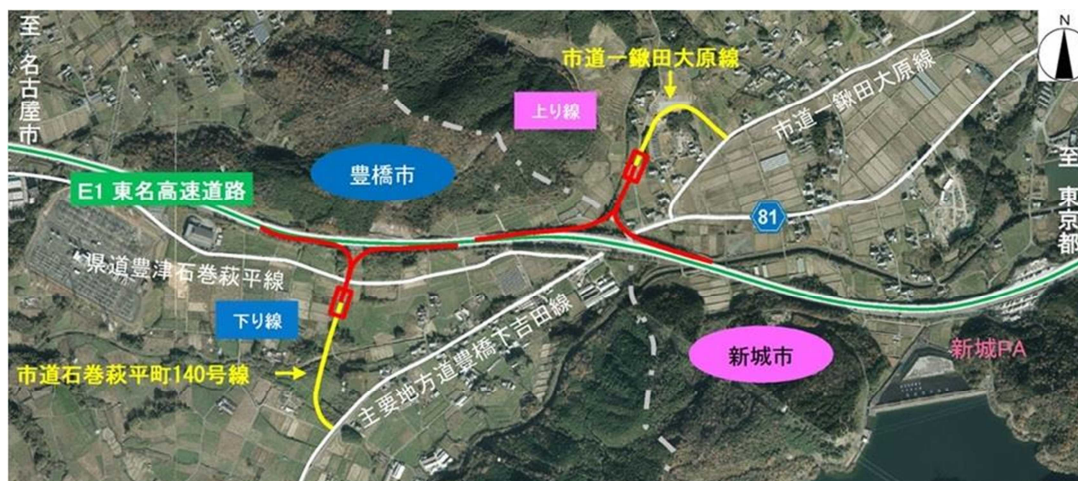 至 名古屋市
N
市道一鍬田大原線
上り線
市道一鍬田大原線
至 東京都
豊橋市
E1 東名高速道路
81
県道豊津石巻萩平線
下り線
主要地方道豊橋下吉田線
新城市
新城PA
市道石巻萩平町140号線